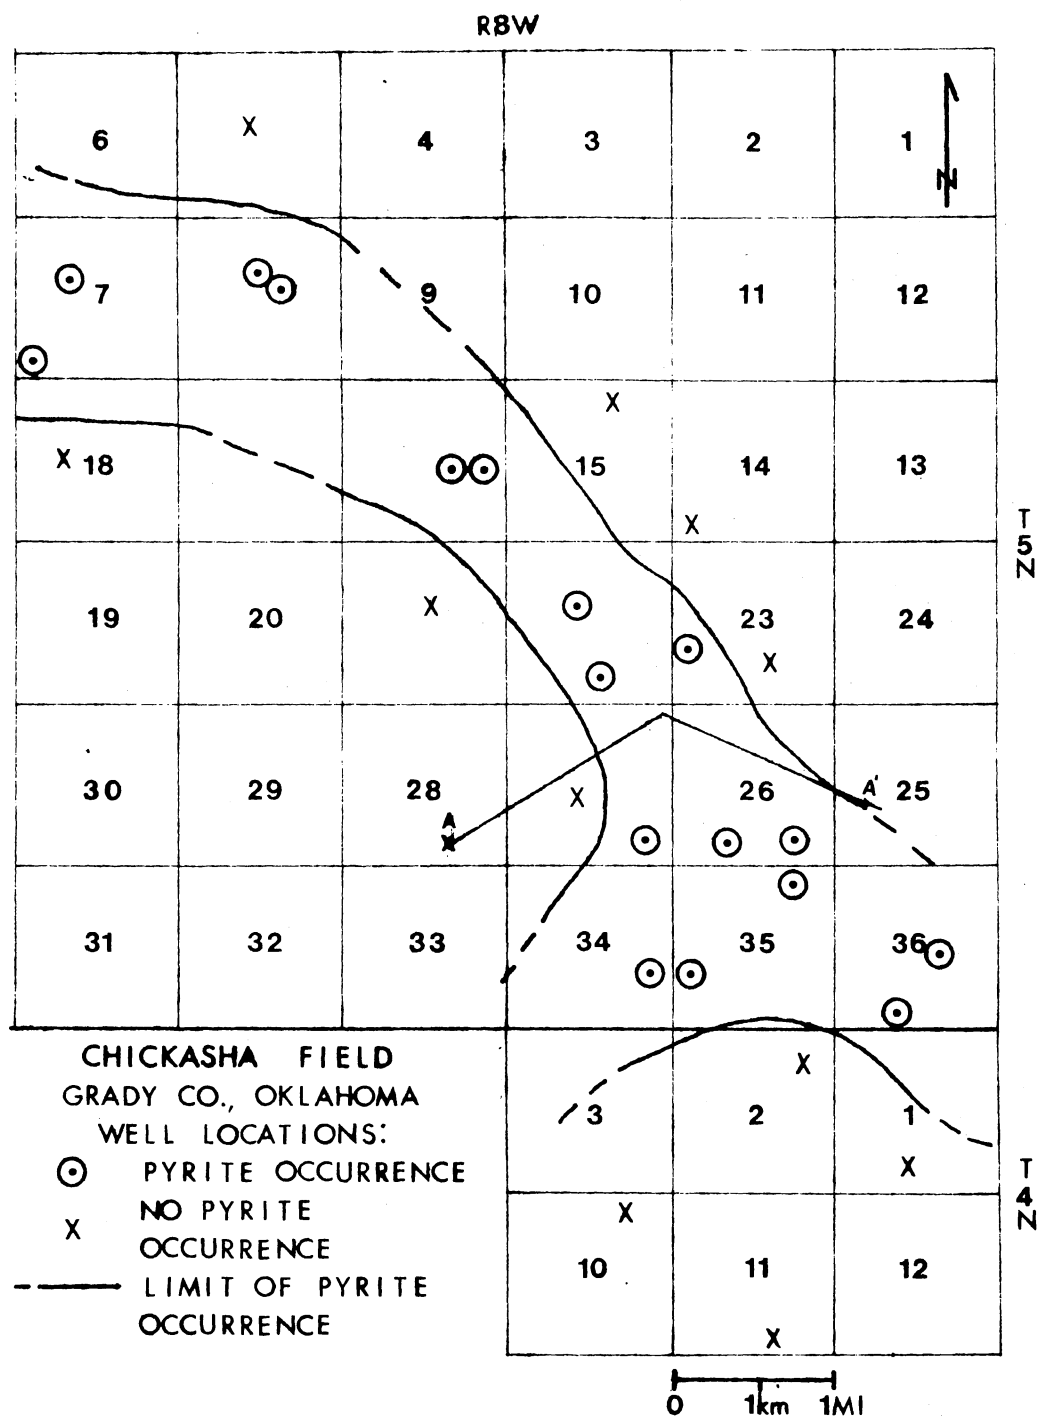 R8W
6 4 3 2 1
N
7 9 10 11 12
18 15 14 13
T
5
N
19 20 23 24
30 29 28 26 A' 25
A
31 32 33 34 35 36
CHICKASHA FIELD
GRADY CO., OKLAHOMA
WELL LOCATIONS:
3 2 1
PYRITE OCCURRENCE
T
4
N
X NO PYRITE
OCCURRENCE
10 11 12
LIMIT OF PYRITE
OCCURRENCE
0 1km 1MI